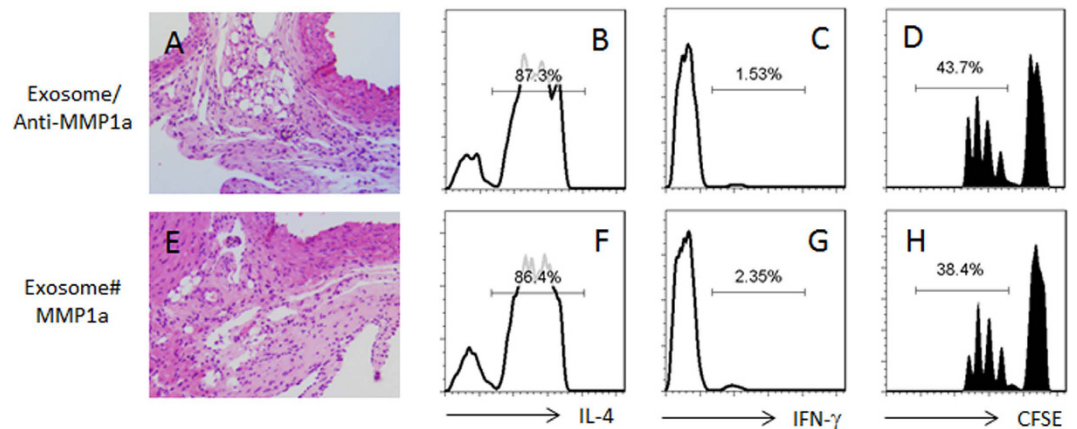 A
B
C
D
Exosome/
Anti-MMP1a
87.3%
1.53%
43.7%
E
F
G
H
Exosome#
MMP1a
86.4%
2.35%
38.4%
IL-4
IFN-γ
CFSE